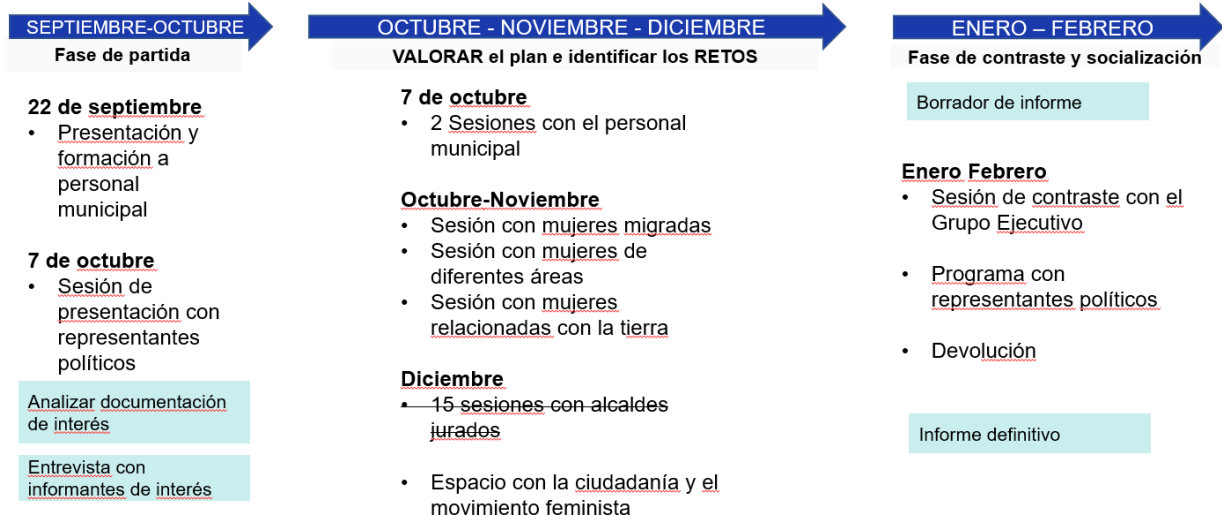 SEPTIEMBRE-OCTUBRE
Fase de partida
22 de septiembre
• Presentación y
formación a
personal
municipal
7 de octubre
• Sesión de
presentación con
representantes
políticos
Analizar documentación
de interés
Entrevista con
informantes de interés
OCTUBRE - NOVIEMBRE - DICIEMBRE
VALORAR el plan e identificar los RETOS
7 de octubre
• 2 Sesiones con el personal
municipal
Octubre-Noviembre
• Sesión con mujeres migradas
• Sesión con mujeres de
diferentes áreas
• Sesión con mujeres
relacionadas con la tierra
Diciembre
• 15 sesiones con alcaldes
jurados
• Espacio con la ciudadanía y el
movimiento feminista
ENERO – FEBRERO
Fase de contraste y socialización
Borrador de informe
Enero Febrero
• Sesión de contraste con el
Grupo Ejecutivo
• Programa con
representantes políticos
• Devolución
Informe definitivo